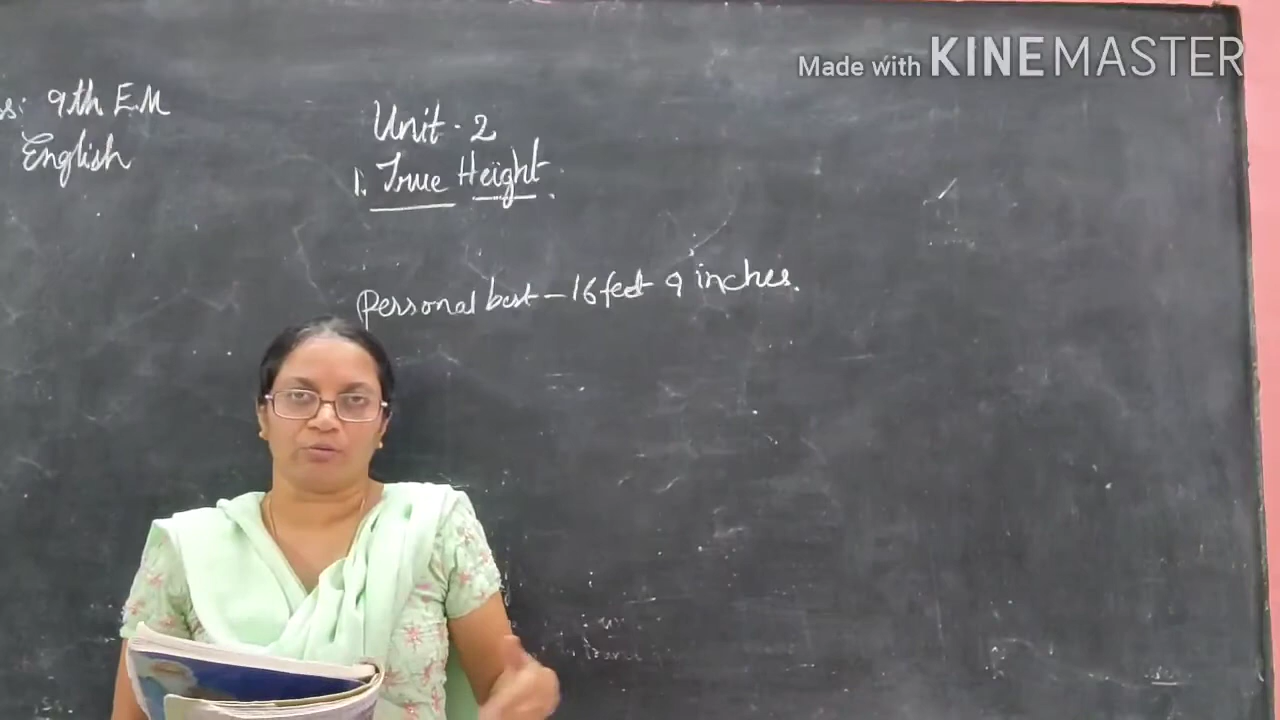 Made with KINEMASTER
9th E.M
English
Unit - 2
1. True Height.
Personal best - 16 feet 9 inches.